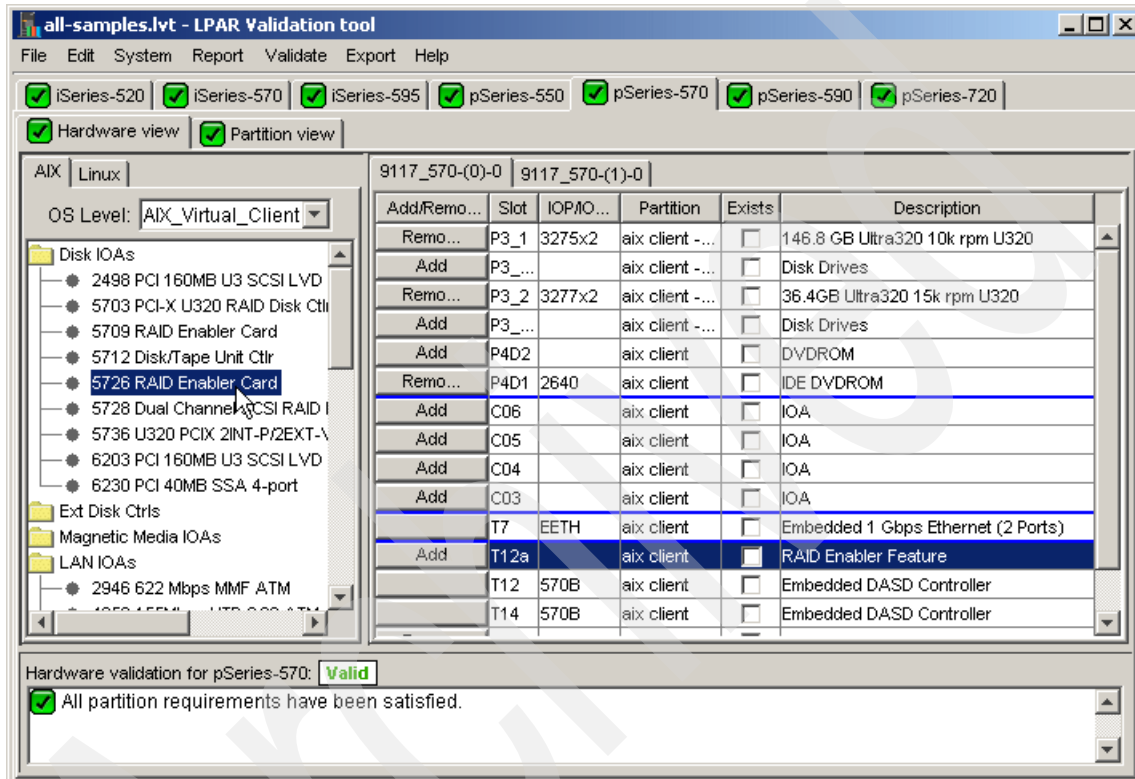 all-samples.lvt - LPAR Validation tool
File Edit System Report Validate Export Help
iSeries-520 iSeries-570 iSeries-595 pSeries-550 pSeries-570 pSeries-590 pSeries-720
Hardware view Partition view
AIX Linux
OS Level: AIX_Virtual_Client
Disk IOAs
2498 PCI 160MB U3 SCSI LVD
5703 PCI-X U320 RAID Disk Ctlr
5709 RAID Enabler Card
5712 Disk/Tape Unit Ctlr
5726 RAID Enabler Card
5728 Dual Channel SCSI RAID
5736 U320 PCIX 2INT-P/2EXT-V
6203 PCI 160MB U3 SCSI LVD
6230 PCI 40MB SSA 4-port
Ext Disk Ctrls
Magnetic Media IOAs
LAN IOAs
2946 622 Mbps MMF ATM
9117_570-(0)-0 9117_570-(1)-0
Add/Remo... Slot IOP/IO... Partition Exists Description
Remo... P3_1 3275x2 aix client -... 146.8 GB Ultra320 10k rpm U320
Add P3_... aix client -... Disk Drives
Remo... P3_2 3277x2 aix client -... 36.4GB Ultra320 15k rpm U320
Add P3_... aix client -... Disk Drives
Add P4D2 aix client DVDROM
Remo... P4D1 2640 aix client IDE DVDROM
Add C06 aix client IOA
Add C05 aix client IOA
Add C04 aix client IOA
Add C03 aix client IOA
T7 EETH aix client Embedded 1 Gbps Ethernet (2 Ports)
Add T12a aix client RAID Enabler Feature
T12 570B aix client Embedded DASD Controller
T14 570B aix client Embedded DASD Controller
Hardware validation for pSeries-570: Valid
All partition requirements have been satisfied.